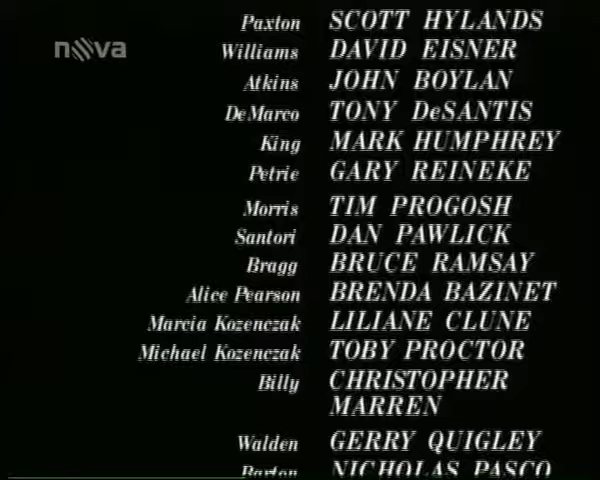 Paxton SCOTT HYLANDS
nova
Williams DAVID EISNER
Atkins JOHN BOYLAN
DeMarco TONY DeSANTIS
King MARK HUMPHREY
Petrie GARY REINEKE
Morris TIM PROGOSH
Santori DAN PAWLICK
Bragg BRUCE RAMSAY
Alice Pearson BRENDA BAZINET
Marcia Kozenczak LILIANE CLUNE
Michael Kozenczak TOBY PROCTOR
Billy CHRISTOPHER
MARREN
Walden GERRY QUIGLEY
Barton NICHOLAS PASCO